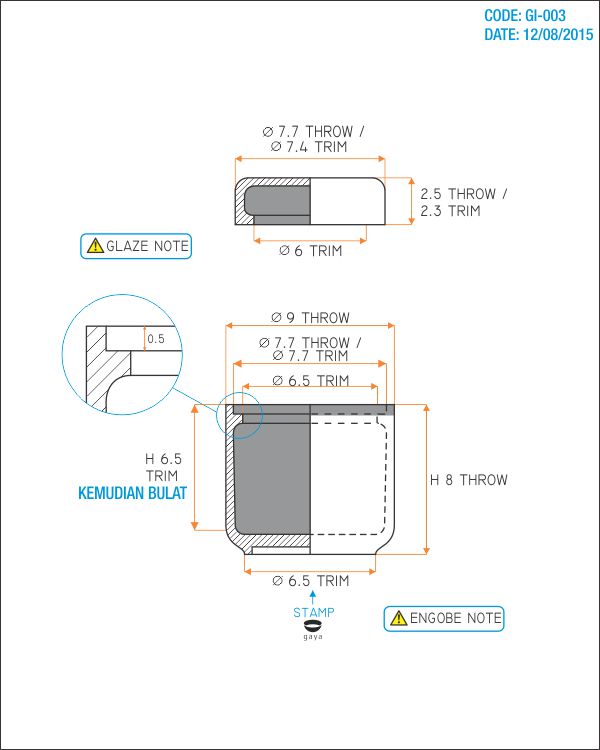 CODE: GI-003
DATE: 12/08/2015
∅ 7.7 THROW /
∅ 7.4 TRIM
2.5 THROW /
2.3 TRIM
GLAZE NOTE
∅ 6 TRIM
∅ 9 THROW
0.5
∅ 7.7 THROW /
∅ 7.7 TRIM
∅ 6.5 TRIM
H 6.5
TRIM
KEMUDIAN BULAT
H 8 THROW
∅ 6.5 TRIM
STAMP
gaya
ENGOBE NOTE